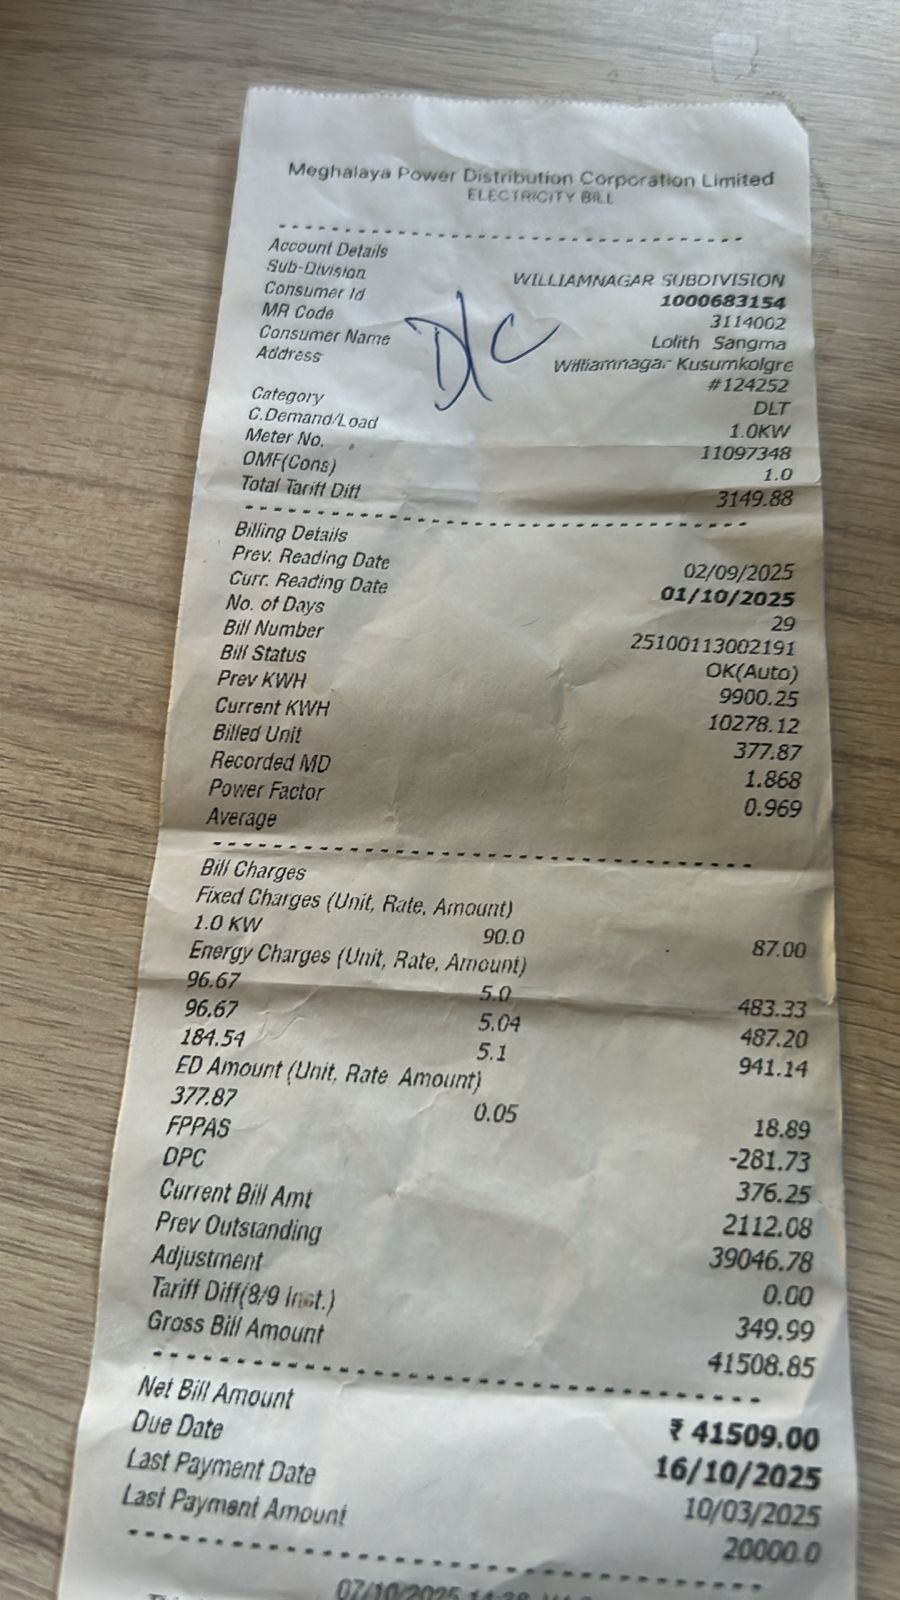 Meghalaya Power Distribution Corporation Limited
ELECTRICITY BILL
Account Details
Sub-Division WILLIAMNAGAR SUBDIVISION
Consumer Id 1000683154
MR Code 3114002
Consumer Name Lolith Sangma
Address Williamnagar Kusumkolgre
#124252
D/C
Category DLT
C.Demand/Load 1.0KW
Meter No. 11097348
OMF(Cons) 1.0
Total Tariff Diff 3149.88
Billing Details
Prev. Reading Date 02/09/2025
Curr. Reading Date 01/10/2025
No. of Days 29
Bill Number 25100113002191
Bill Status OK(Auto)
Prev KWH 9900.25
Current KWH 10278.12
Billed Unit 377.87
Recorded MD 1.868
Power Factor 0.969
Average
Bill Charges
Fixed Charges (Unit, Rate, Amount)
1.0 KW 90.0 87.00
Energy Charges (Unit, Rate, Amount)
96.67 5.0 483.33
96.67 5.04 487.20
184.54 5.1 941.14
ED Amount (Unit, Rate Amount)
377.87 0.05 18.89
FPPAS -281.73
DPC 376.25
Current Bill Amt 2112.08
Prev Outstanding 39046.78
Adjustment 0.00
Tariff Diff(8/9 Inst.) 349.99
Gross Bill Amount 41508.85
Net Bill Amount ₹ 41509.00
Due Date 16/10/2025
Last Payment Date 10/03/2025
Last Payment Amount 20000.0
07/10/2025